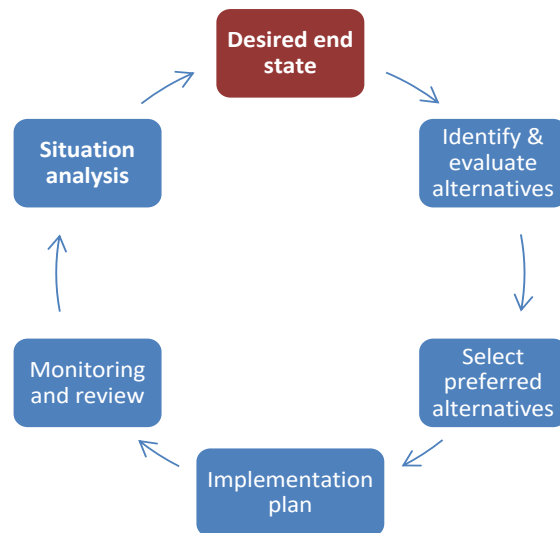 Desired end
state
Identify &
evaluate
alternatives
Select
preferred
alternatives
Implementation
plan
Monitoring
and review
Situation
analysis